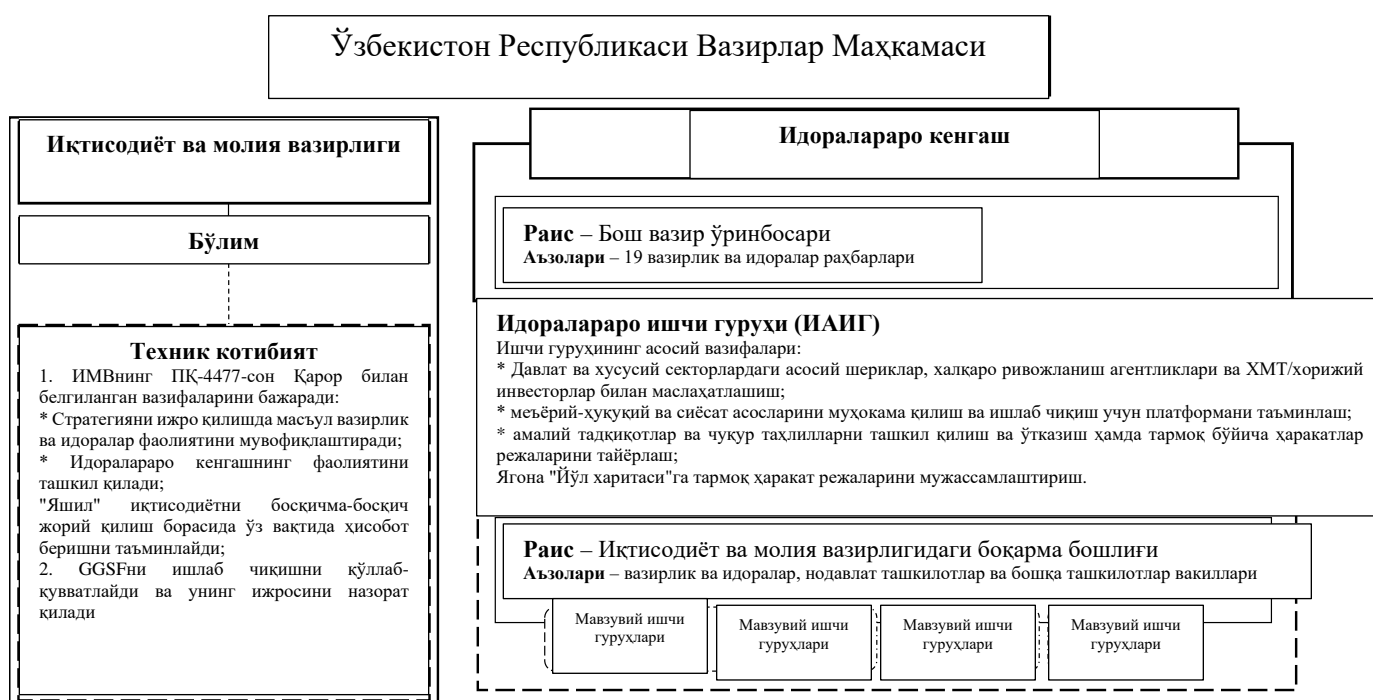 Ўзбекистон Республикаси Вазирлар Маҳкамаси
Иқтисодиёт ва молия вазирлиги
Бўлим
Техник котибият
1. ИМВнинг ПҚ-4477-сон Қарор билан
белгиланган вазифаларини бажаради:
* Стратегияни ижро қилишда масъул вазирлик
ва идоралар фаолиятини мувофиқлаштиради;
* Идоралараро кенгашнинг фаолиятини
ташкил қилади;
"Яшил" иқтисодиётни босқичма-босқич
жорий қилиш борасида ўз вақтида ҳисобот
беришни таъминлайди;
2. GGSFни ишлаб чиқишни қўллаб-
қувватлайди ва унинг ижросини назорат
қилади
Идоралараро кенгаш
Раис – Бош вазир ўринбосари
Аъзолари – 19 вазирлик ва идоралар раҳбарлари
Идоралараро ишчи гуруҳи (ИАИГ)
Ишчи гуруҳининг асосий вазифалари:
* Давлат ва хусусий секторлардаги асосий шериклар, халқаро ривожланиш агентликлари ва ХМТ/хорижий
инвесторлар билан маслаҳатлашиш;
* меъёрий-ҳуқуқий ва сиёсат асосларини муҳокама қилиш ва ишлаб чиқиш учун платформани таъминлаш;
* амалий тадқиқотлар ва чуқур таҳлилларни ташкил қилиш ва ўтказиш ҳамда тармоқ бўйича ҳаракатлар
режаларини тайёрлаш;
Ягона "Йўл харитаси"га тармоқ ҳаракат режаларини мужассамлаштириш.
Раис – Иқтисодиёт ва молия вазирлигидаги боқарма бошлиғи
Аъзолари – вазирлик ва идоралар, нодавлат ташкилотлар ва бошқа ташкилотлар вакиллари
Мавзувий ишчи
гуруҳлари
Мавзувий ишчи
гуруҳлари
Мавзувий ишчи
гуруҳлари
Мавзувий ишчи
гуруҳлари